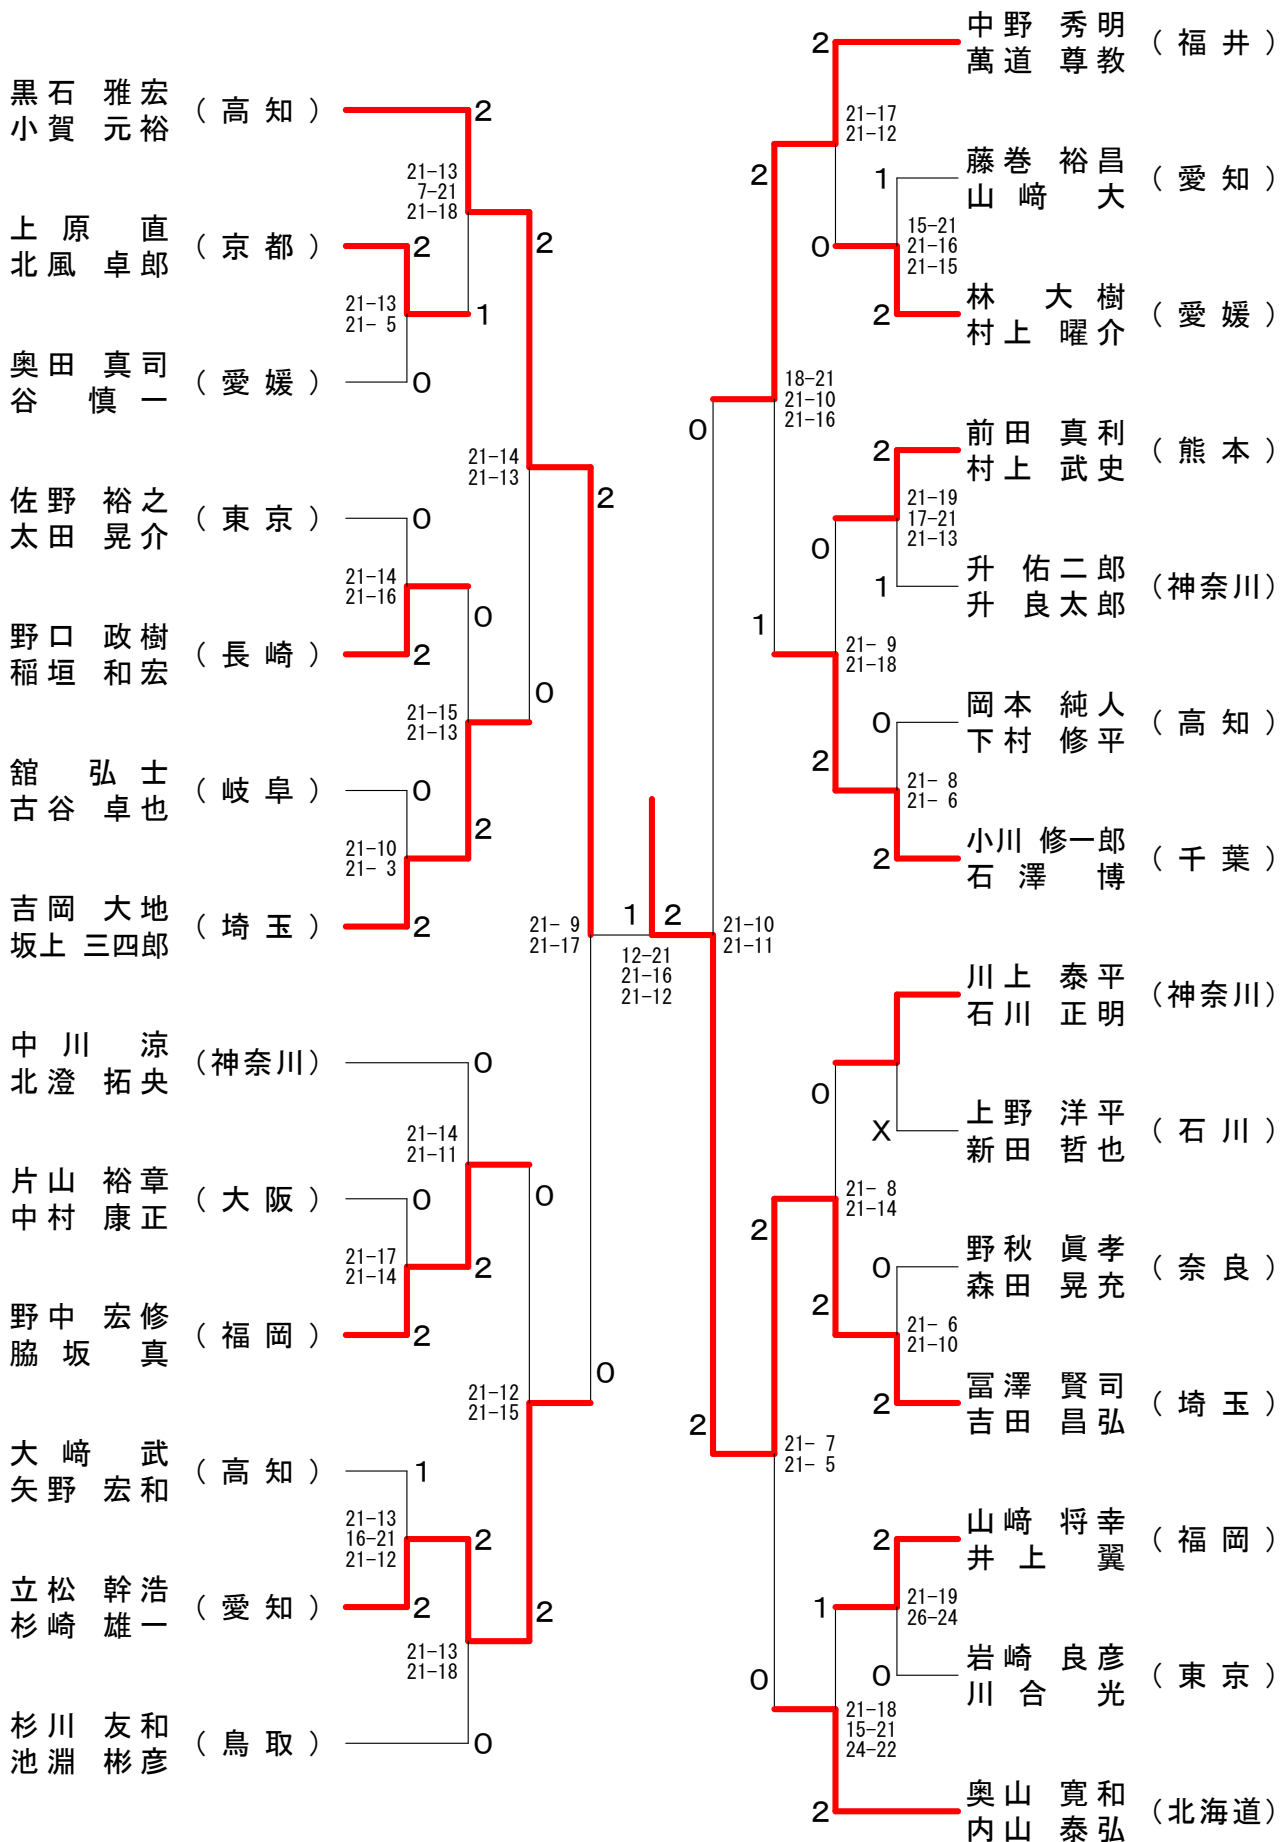 黒石 雅宏
小賀 元裕
(高知)
2
21-13
7-21
21-18
上原 直
北風 卓郎
(京都)
2
21-13
21- 5
1
奥田 真司
谷 慎一
(愛媛)
0
2
21-14
21-13
佐野 裕之
太田 晃介
(東京)
0
21-14
21-16
0
野口 政樹
稲垣 和宏
(長崎)
2
21-15
21-13
0
舘 弘士
古谷 卓也
(岐阜)
0
21-10
21- 3
2
吉岡 大地
坂上 三四郎
(埼玉)
2
2
21- 9
21-17
中川 涼
北澄 拓央
(神奈川)
0
21-14
21-11
片山 裕章
中村 康正
(大阪)
0
21-17
21-14
2
野中 宏修
脇坂 真
(福岡)
2
0
21-12
21-15
0
大﨑 武
矢野 宏和
(高知)
1
21-13
16-21
21-12
2
立松 幹浩
杉崎 雄一
(愛知)
2
21-13
21-18
2
杉川 友和
池淵 彬彦
(鳥取)
0
1
2
12-21
21-16
21-12
2
中野 秀明
萬道 尊教
(福井)
21-17
21-12
2
1
藤巻 裕昌
山﨑 大
(愛知)
15-21
21-16
21-15
0
2
林 大樹
村上 曜介
(愛媛)
18-21
21-10
21-16
0
2
前田 真利
村上 武史
(熊本)
21-19
17-21
21-13
0
1
升 佑二郎
升 良太郎
(神奈川)
1
21- 9
21-18
0
岡本 純人
下村 修平
(高知)
2
21- 8
21- 6
2
小川 修一郎
石澤 博
(千葉)
21-10
21-11
川上 泰平
石川 正明
(神奈川)
0
X
上野 洋平
新田 哲也
(石川)
21- 8
21-14
2
0
野秋 眞孝
森田 晃充
(奈良)
2
21- 6
21-10
2
冨澤 賢司
吉田 昌弘
(埼玉)
2
21- 7
21- 5
2
山﨑 将幸
井上 翼
(福岡)
1
21-19
26-24
0
岩崎 良彦
川合 光
(東京)
0
21-18
15-21
24-22
2
奥山 寛和
内山 泰弘
(北海道)